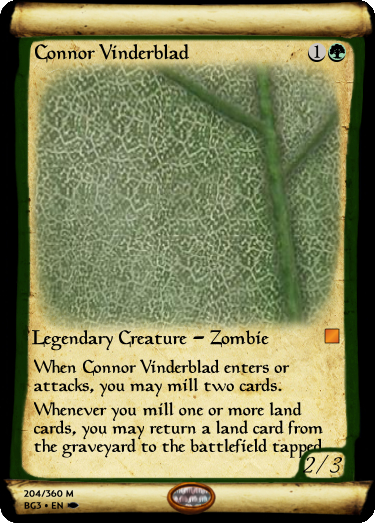 Connor Vinderblad 1
Legendary Creature – Zombie
When Connor Vinderblad enters or
attacks, you may mill two cards.
Whenever you mill one or more land
cards, you may return a land card from
the graveyard to the battlefield tapped
2/3
204/360 M
BG3 • EN